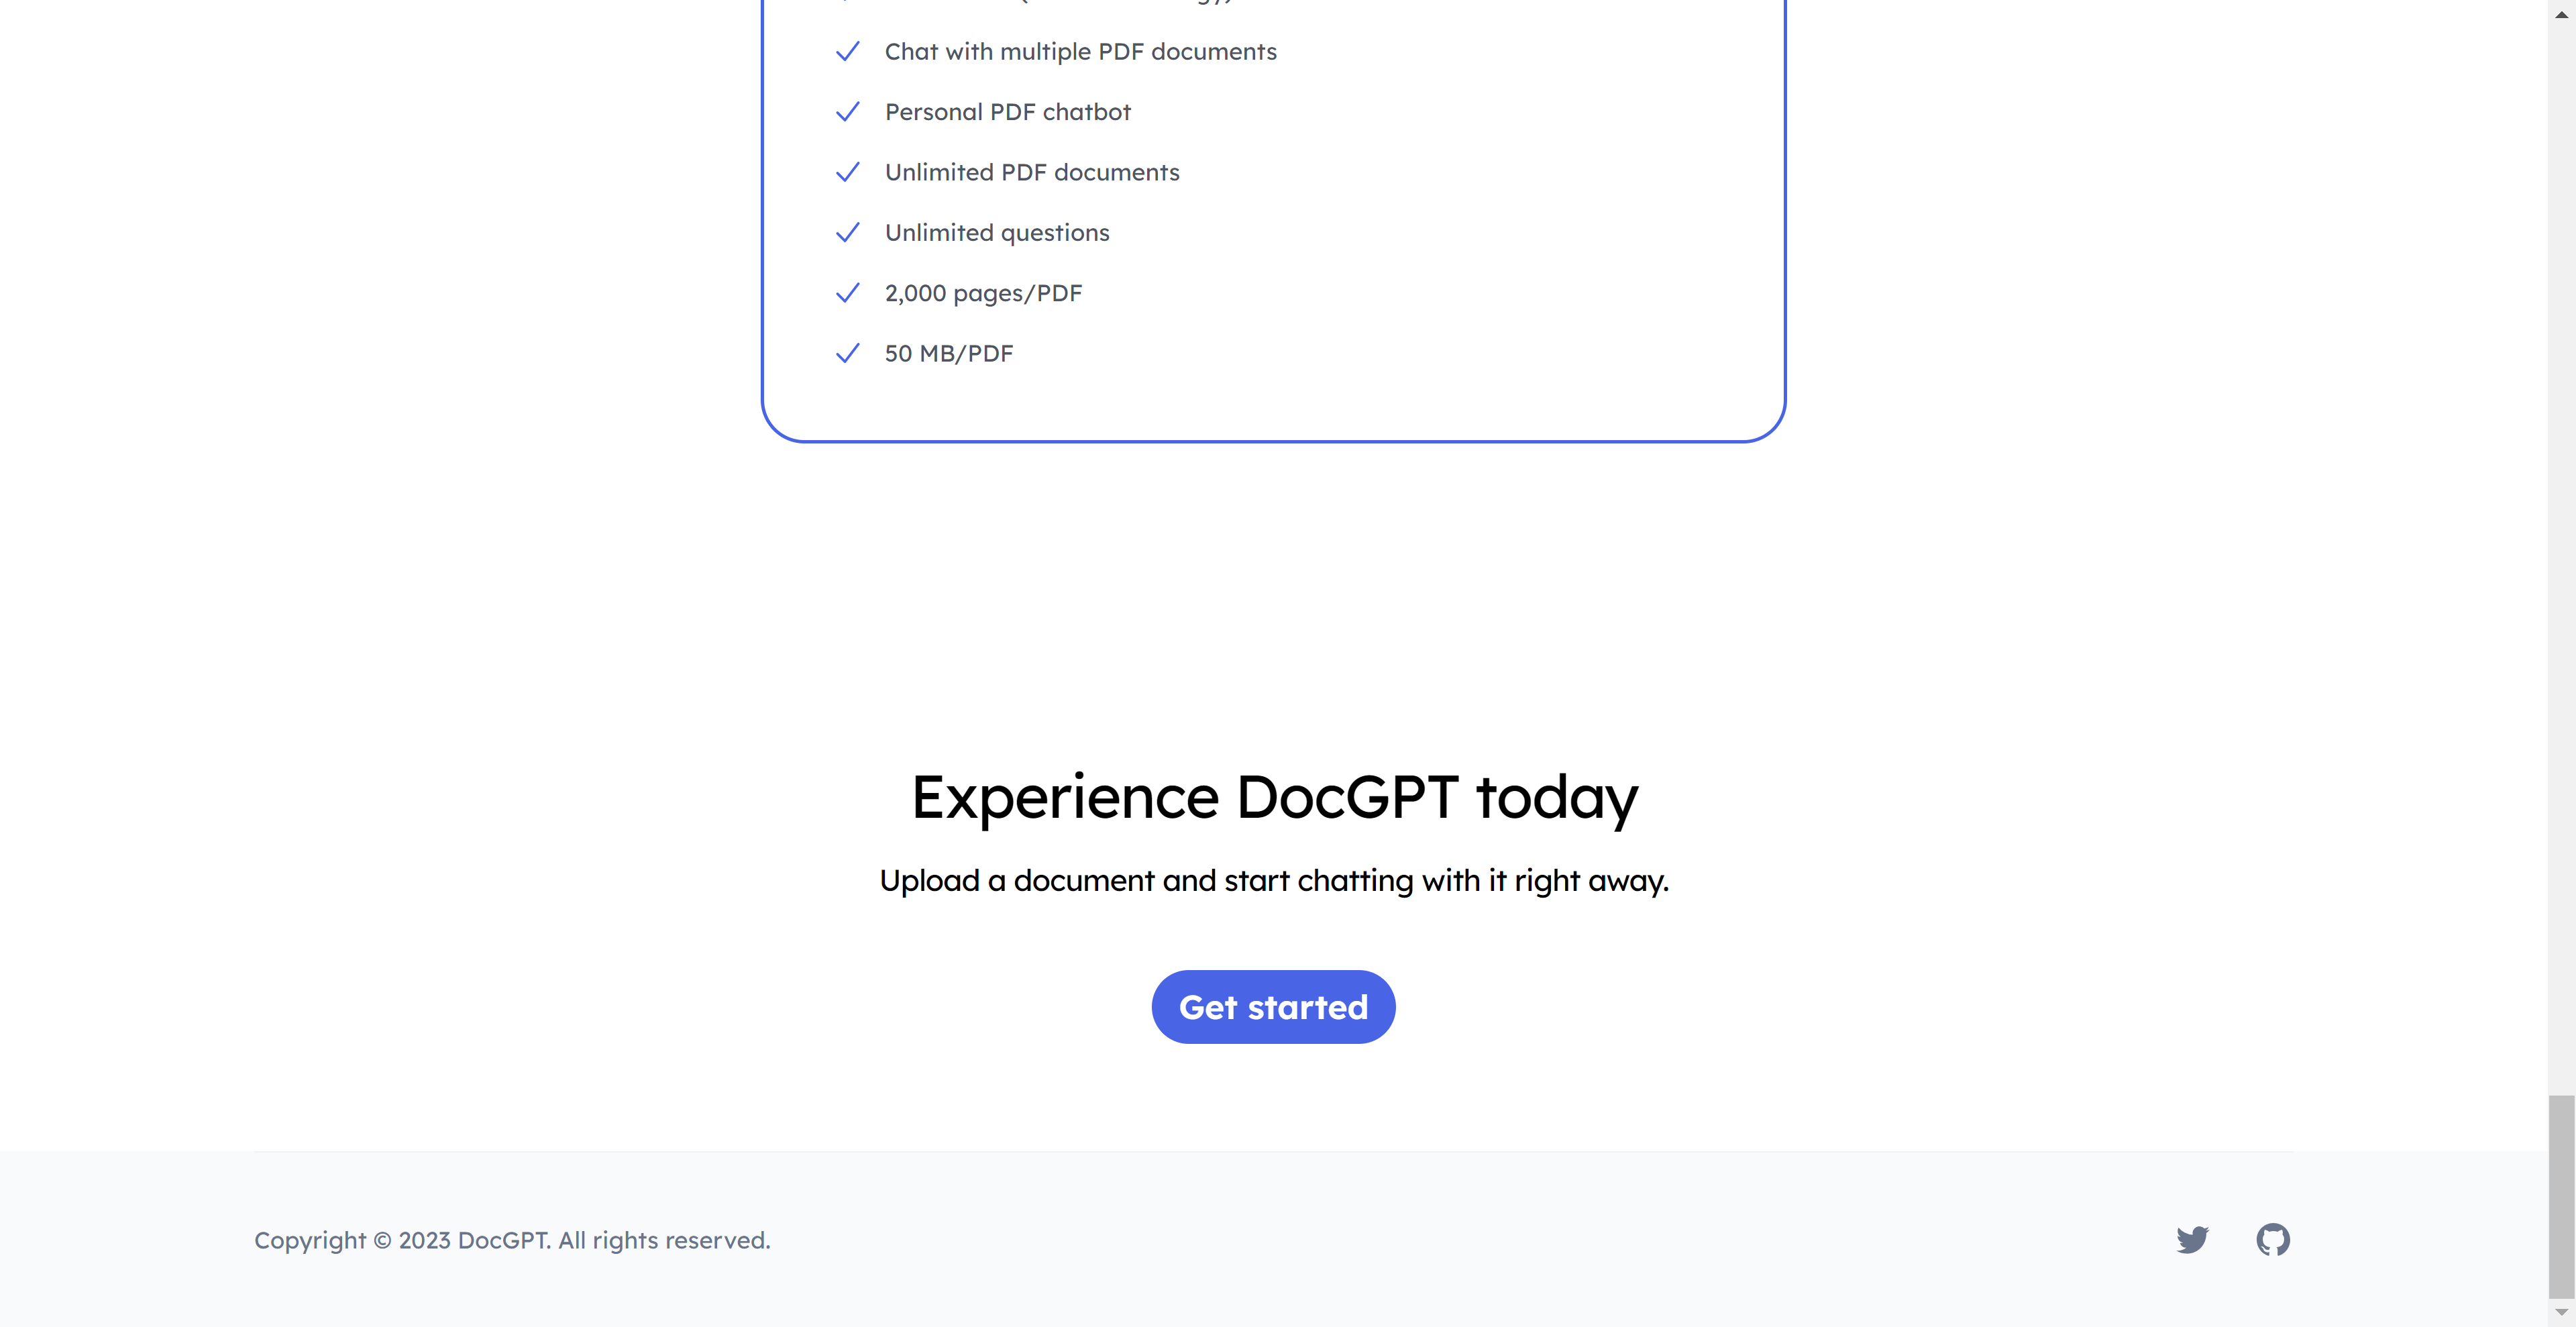 Chat with multiple PDF documents
Personal PDF chatbot
Unlimited PDF documents
Unlimited questions
2,000 pages/PDF
50 MB/PDF
Experience DocGPT today
Upload a document and start chatting with it right away.
Get started
Copyright © 2023 DocGPT. All rights reserved.